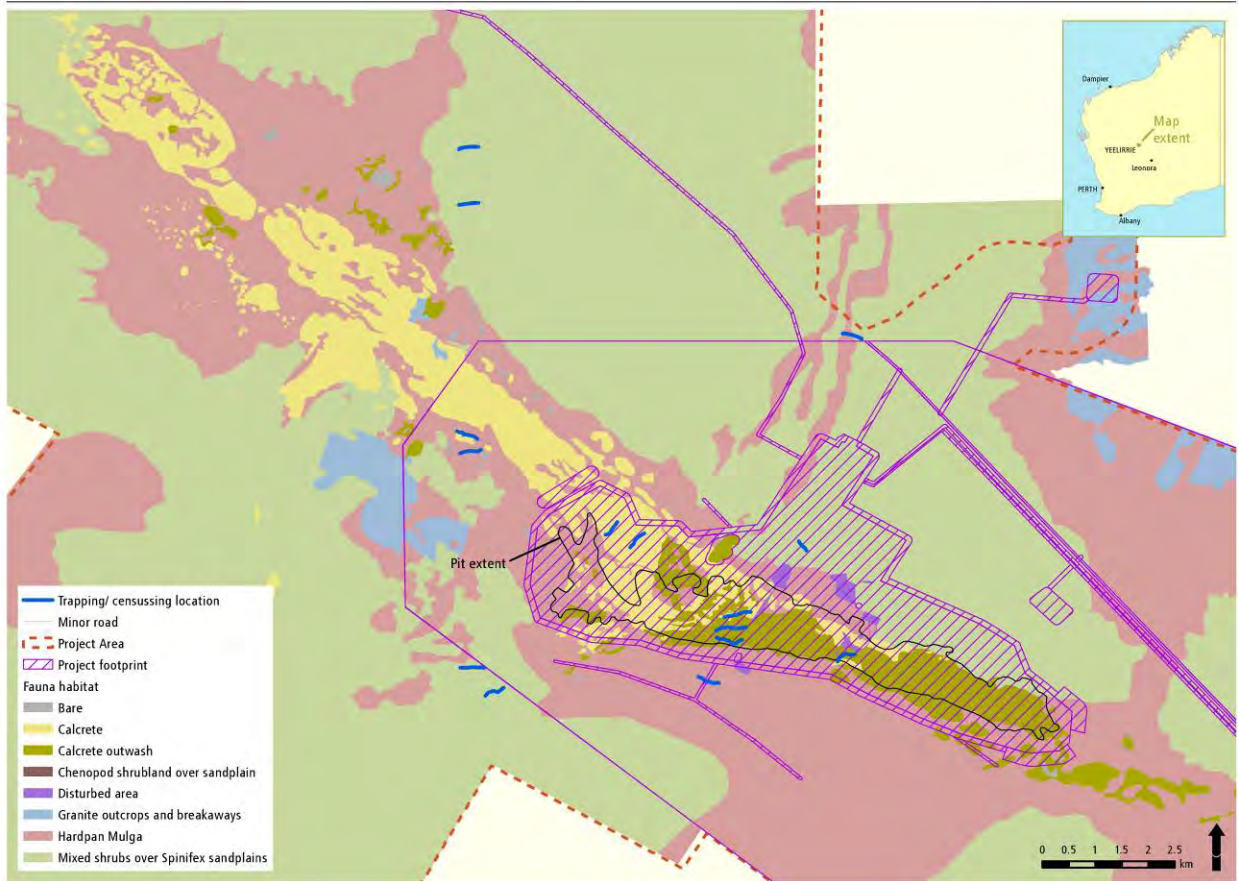 Dampier
Map
extent
YEELIRRIE
Leonora
PERTH
Albany
Pit extent
Trapping/ censussing location
Minor road
Project Area
Project footprint
Fauna habitat
Bare
Calcrete
Calcrete outwash
Chenopod shrubland over sandplain
Disturbed area
Granite outcrops and breakaways
Hardpan Mulga
Mixed shrubs over Spinifex sandplains
0 0.5 1 1.5 2 2.5
km